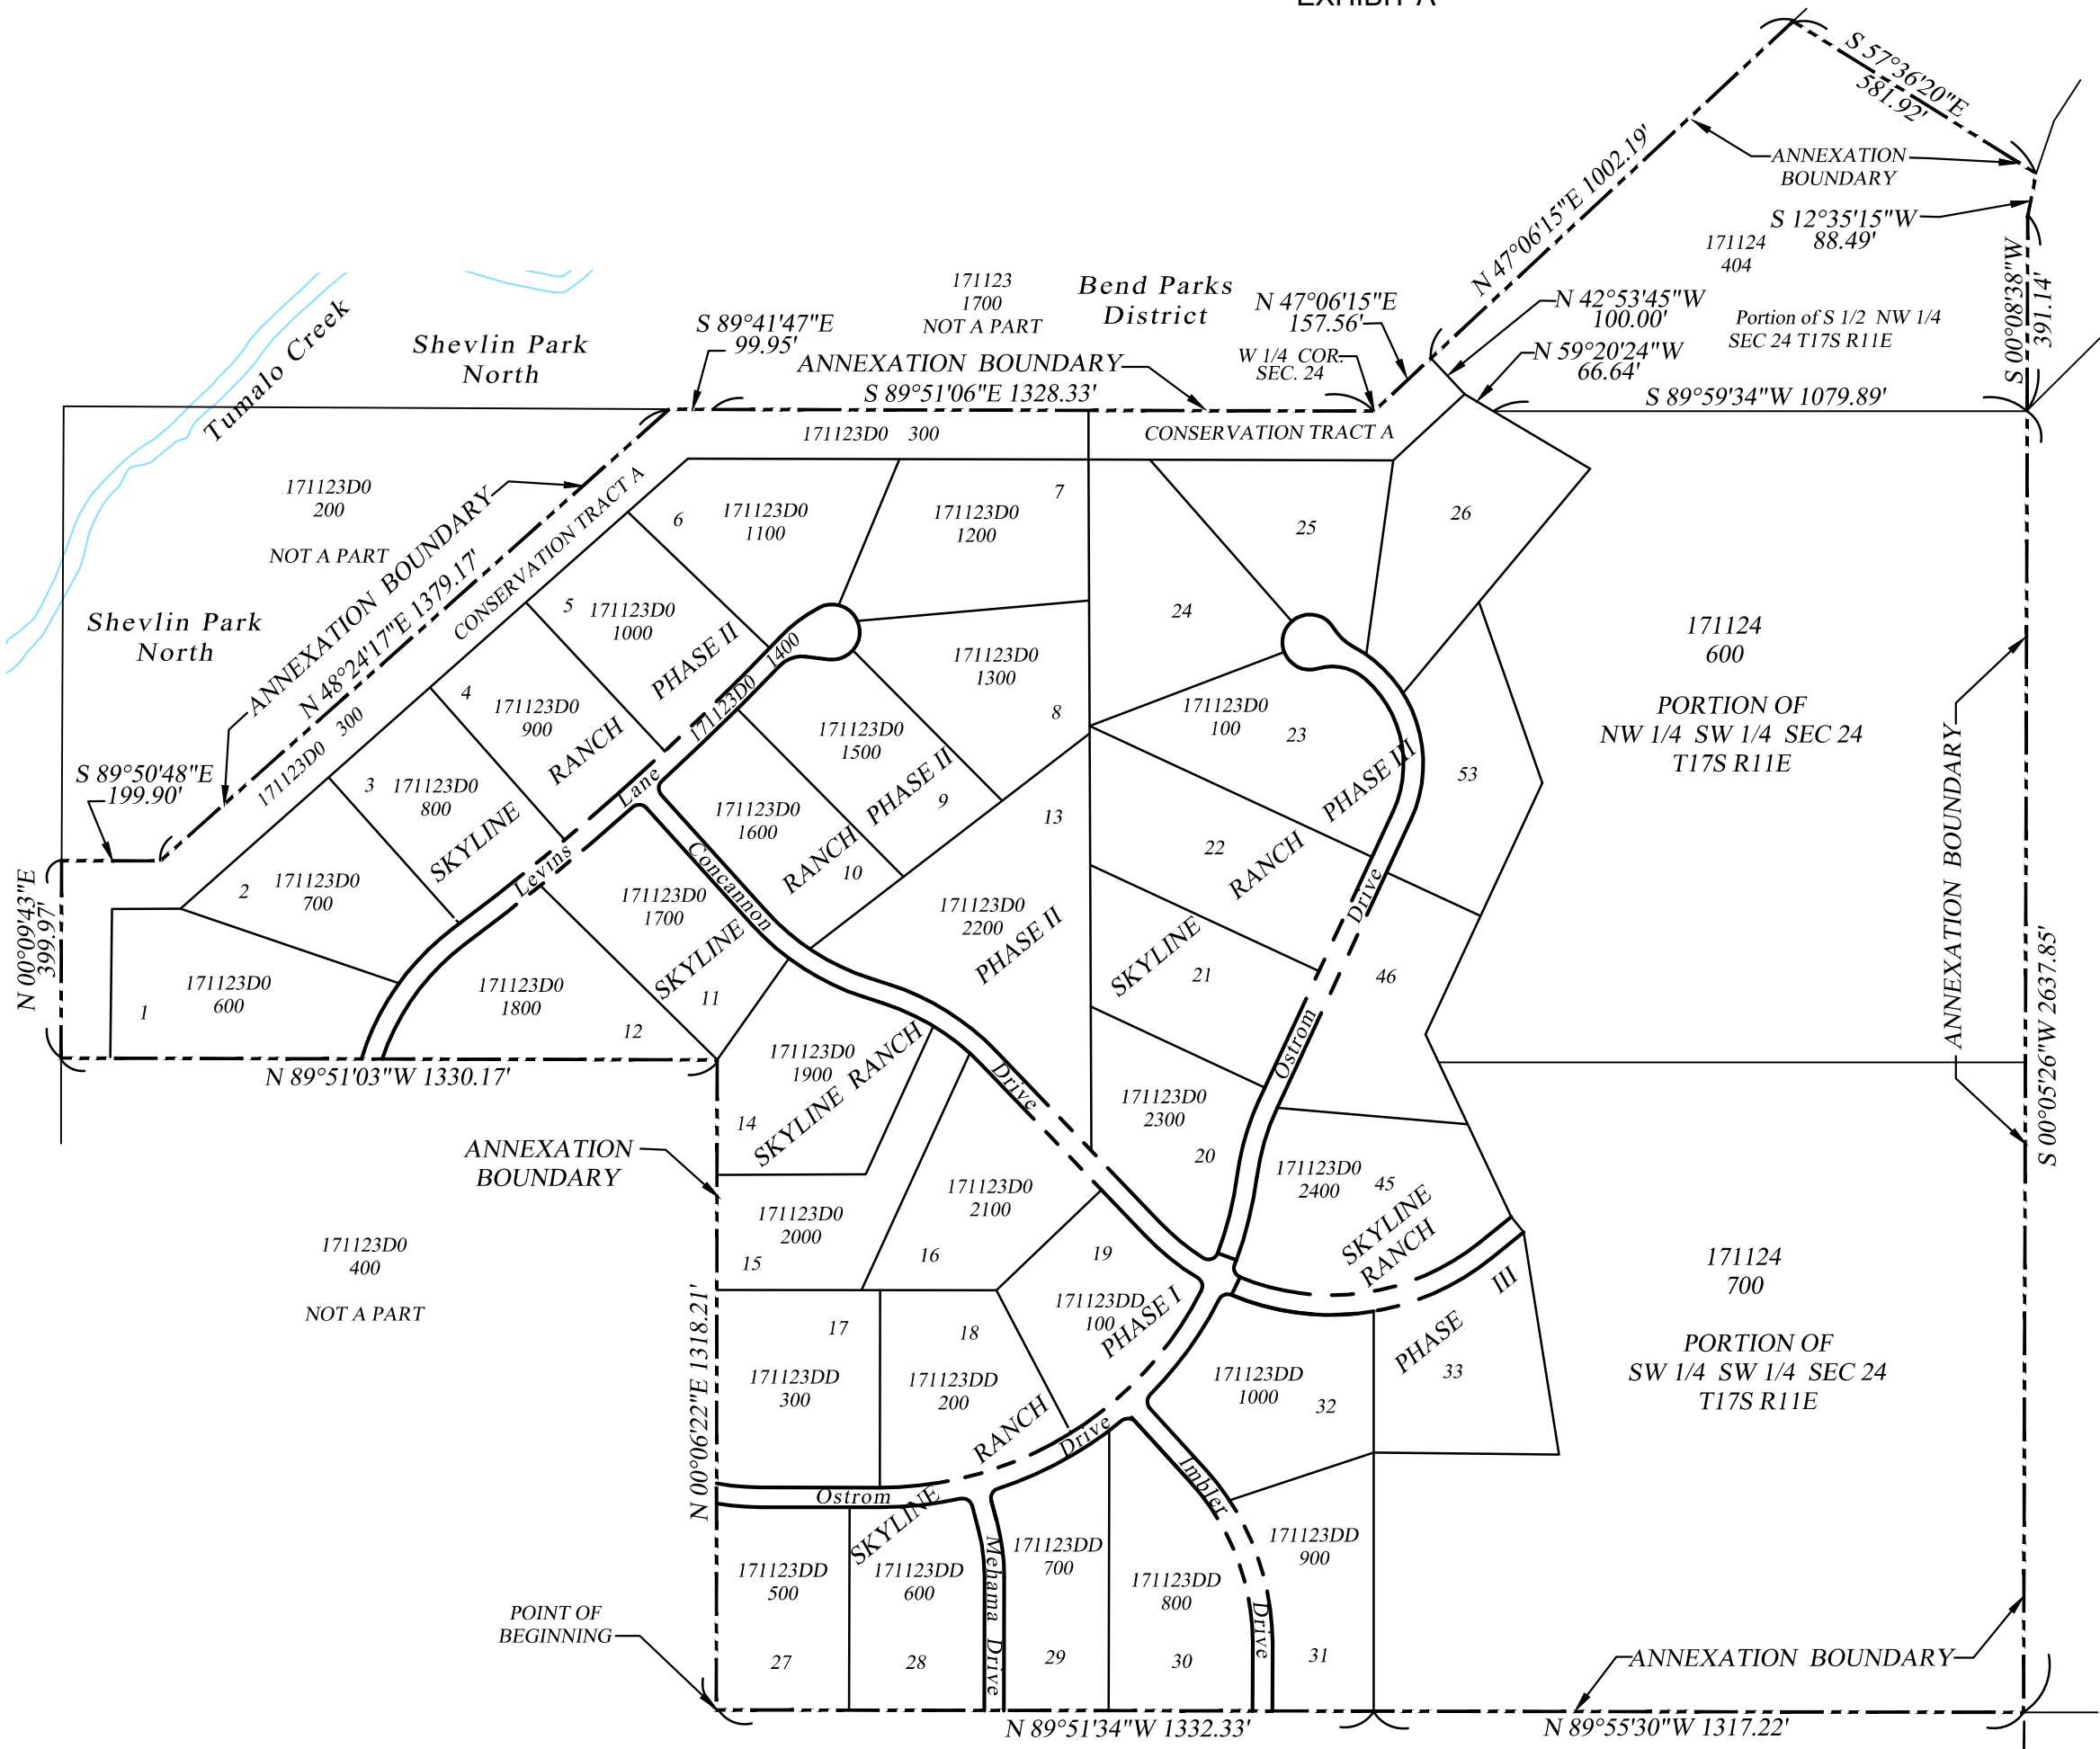 EXHIBIT A
S 57°36'20"E
581.92'
N 47°06'15"E 1002.19'
ANNEXATION
BOUNDARY
S 12°35'15"W
88.49'
171124
404
S 00°08'38"W
391.14'
Portion of S 1/2 NW 1/4
SEC 24 T17S R11E
N 42°53'45"W
100.00'
N 59°20'24"W
66.64'
S 89°59'34"W 1079.89'
N 47°06'15"E
157.56'
W 1/4 COR.
SEC. 24
Bend Parks
District
171123
1700
NOT A PART
S 89°41'47"E
99.95'
ANNEXATION BOUNDARY
S 89°51'06"E 1328.33'
Shevlin Park
North
Tumalo Creek
171123D0
200
NOT A PART
Shevlin Park
North
ANNEXATION BOUNDARY
N 48°24'17"E 1379.17'
CONSERVATION TRACT A
171123D0 300
171123D0 300
CONSERVATION TRACT A
S 89°50'48"E
199.90'
N 00°09'43"E
399.97'
N 89°51'03"W 1330.17'
1
171123D0
600
2
171123D0
700
3
171123D0
800
4
171123D0
900
5
171123D0
1000
6
171123D0
1100
7
171123D0
1200
171123D0
1300
8
171123D0 1400
171123D0
1500
9
171123D0
1600
10
171123D0
1700
11
171123D0
1800
12
13
171123D0
2200
SKYLINE
RANCH
PHASE II
SKYLINE
RANCH
PHASE II
PHASE II
Levins
Lane
Concannon
Drive
171123D0
1900
14
SKYLINE RANCH
171123D0
2000
15
171123D0
2100
16
24
25
26
171123D0
100
23
22
21
171123D0
2300
20
53
46
SKYLINE
RANCH
PHASE III
Ostrom
Drive
171123D0
2400
45
SKYLINE
RANCH
PHASE
III
33
171124
600
PORTION OF
NW 1/4 SW 1/4 SEC 24
T17S R11E
ANNEXATION BOUNDARY
S 00°05'26"W 2637.85'
171124
700
PORTION OF
SW 1/4 SW 1/4 SEC 24
T17S R11E
ANNEXATION
BOUNDARY
171123D0
400
NOT A PART
N 00°06'22"E 1318.21'
17
171123DD
300
18
171123DD
200
19
171123DD
100
SKYLINE
RANCH
PHASE I
Ostrom
Drive
171123DD
1000
32
Imbler
Drive
171123DD
500
27
171123DD
600
28
Mehama Drive
171123DD
700
29
171123DD
800
30
171123DD
900
31
POINT OF
BEGINNING
ANNEXATION BOUNDARY
N 89°51'34"W 1332.33'
N 89°55'30"W 1317.22'